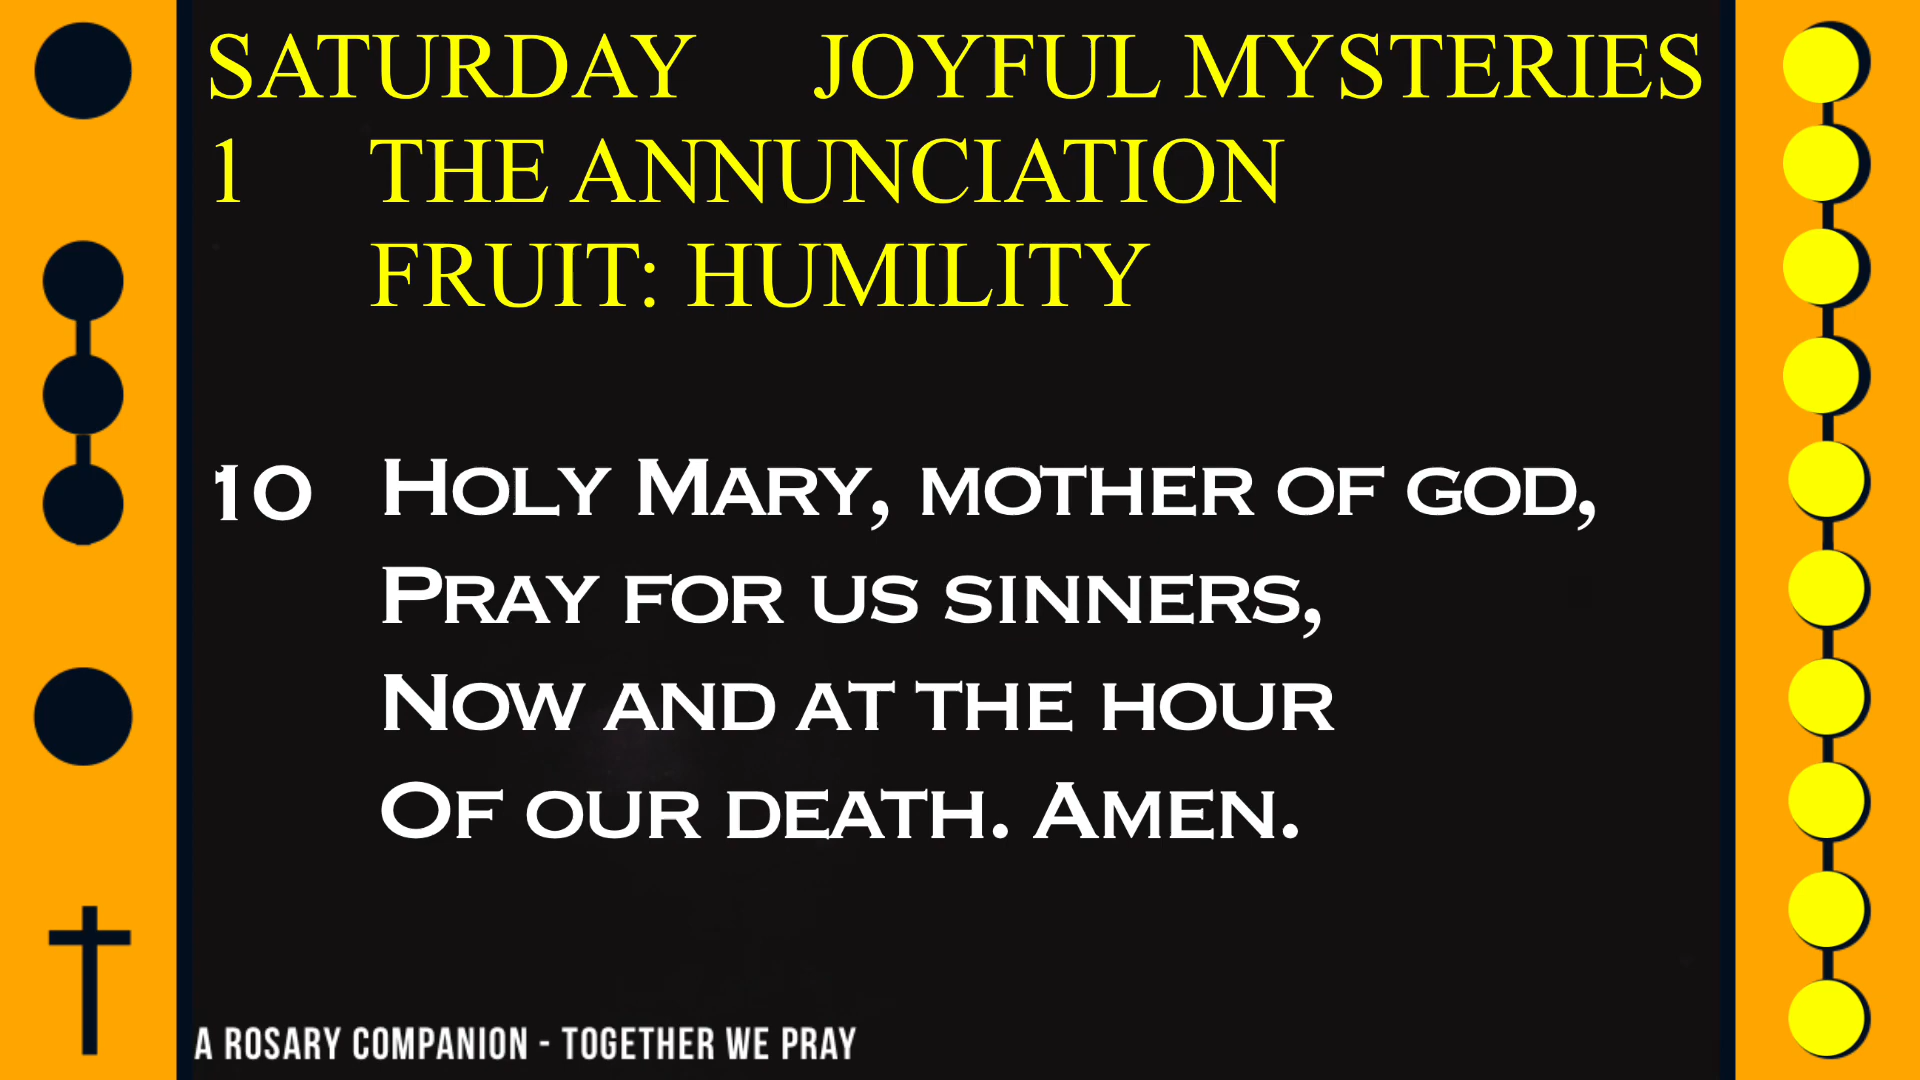 SATURDAY JOYFUL MYSTERIES
1 THE ANNUNCIATION
FRUIT: HUMILITY
10 Holy Mary, mother of god,
Pray for us sinners,
Now and at the hour
Of our death. Amen.
A ROSARY COMPANION - TOGETHER WE PRAY